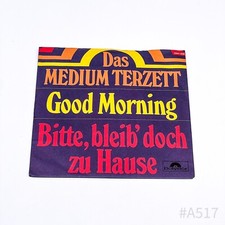 Das
MEDIUM TERZETT
Good Morning
Bitte, bleib' doch
zu Hause
#A517